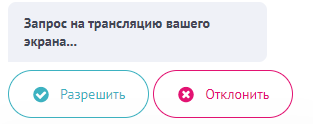 Запрос на трансляцию вашего
экрана...
Разрешить Отклонить